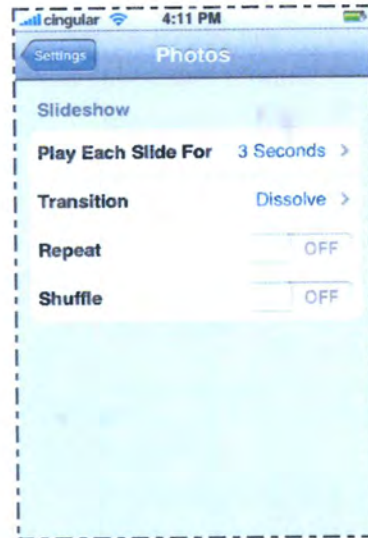 cingular 4:11 PM
Settings Photos
Slideshow
Play Each Slide For 3 Seconds >
Transition Dissolve >
Repeat OFF
Shuffle OFF